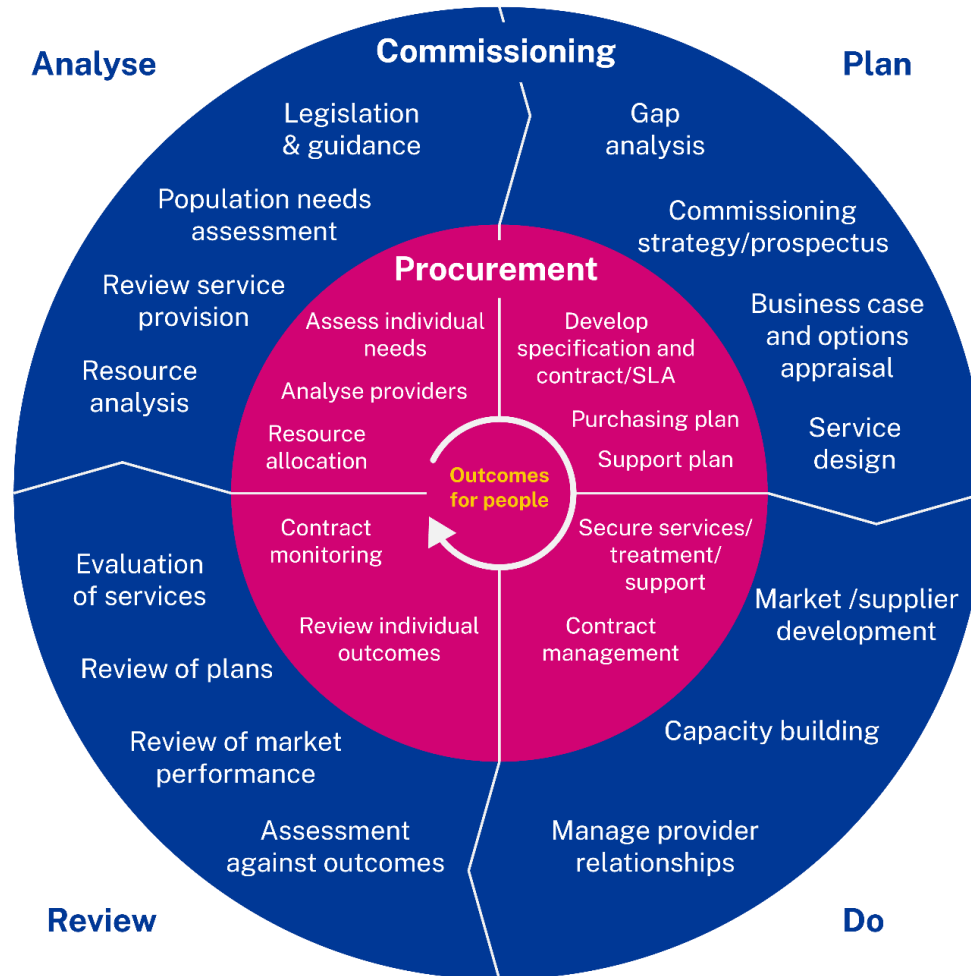 Analyse
Commissioning
Plan
Legislation
& guidance
Population needs
assessment
Review service
provision
Resource
analysis
Gap
analysis
Commissioning
strategy/prospectus
Business case
and options
appraisal
Service
design
Procurement
Assess individual
needs
Analyse providers
Resource
allocation
Develop
specification and
contract/SLA
Purchasing plan
Support plan
Outcomes
for people
Contract
monitoring
Review individual
outcomes
Secure services/
treatment/
support
Contract
management
Evaluation
of services
Review of plans
Review of market
performance
Assessment
against outcomes
Market /supplier
development
Capacity building
Manage provider
relationships
Review
Do